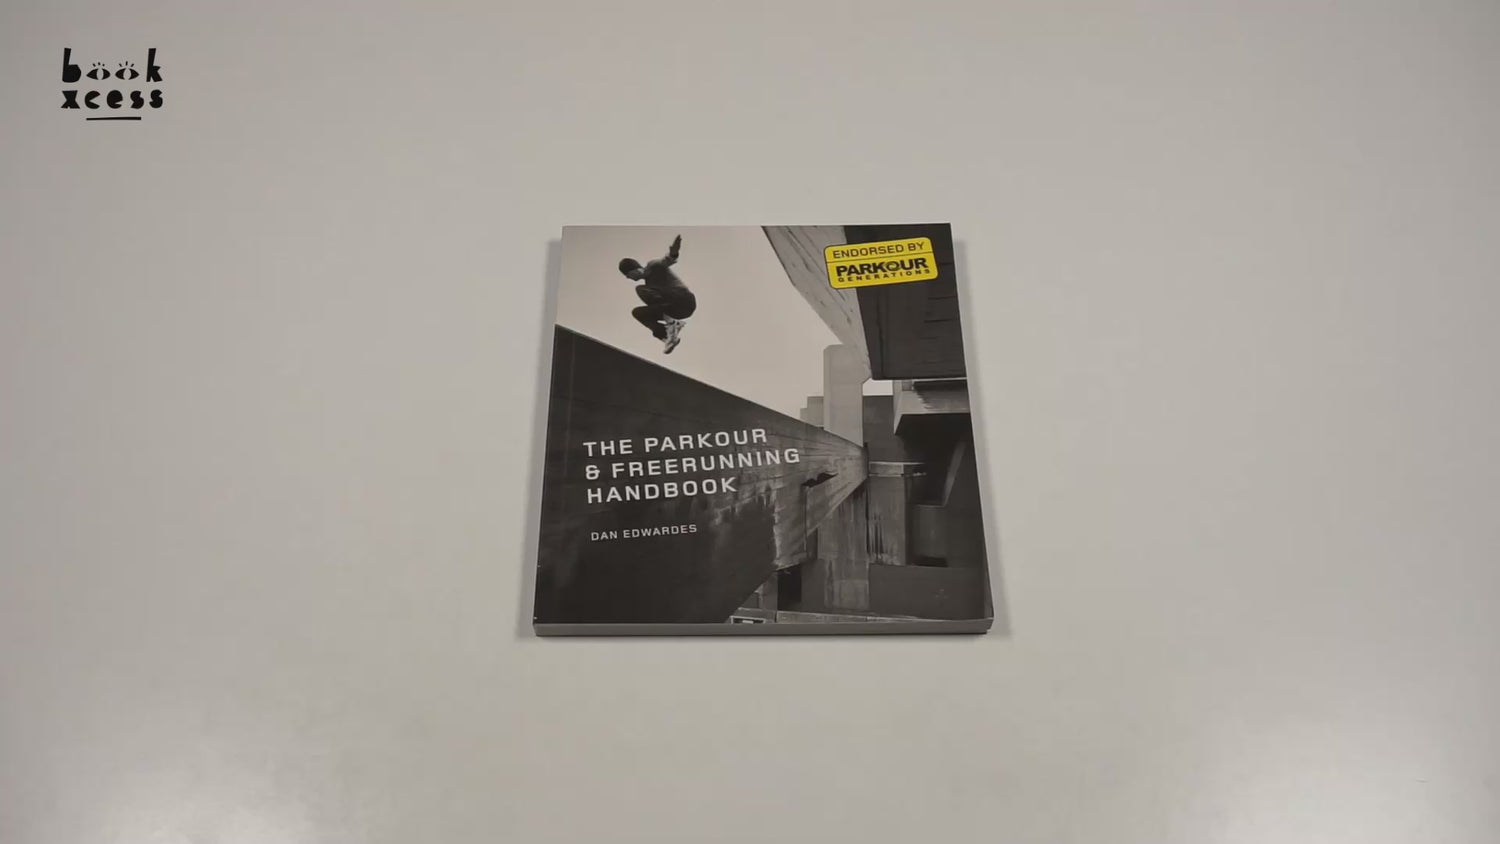 book
xcess
ENDORSED BY
PARKOUR
GENERATIONS
THE PARKOUR
& FREERUNNING
HANDBOOK
DAN EDWARDES